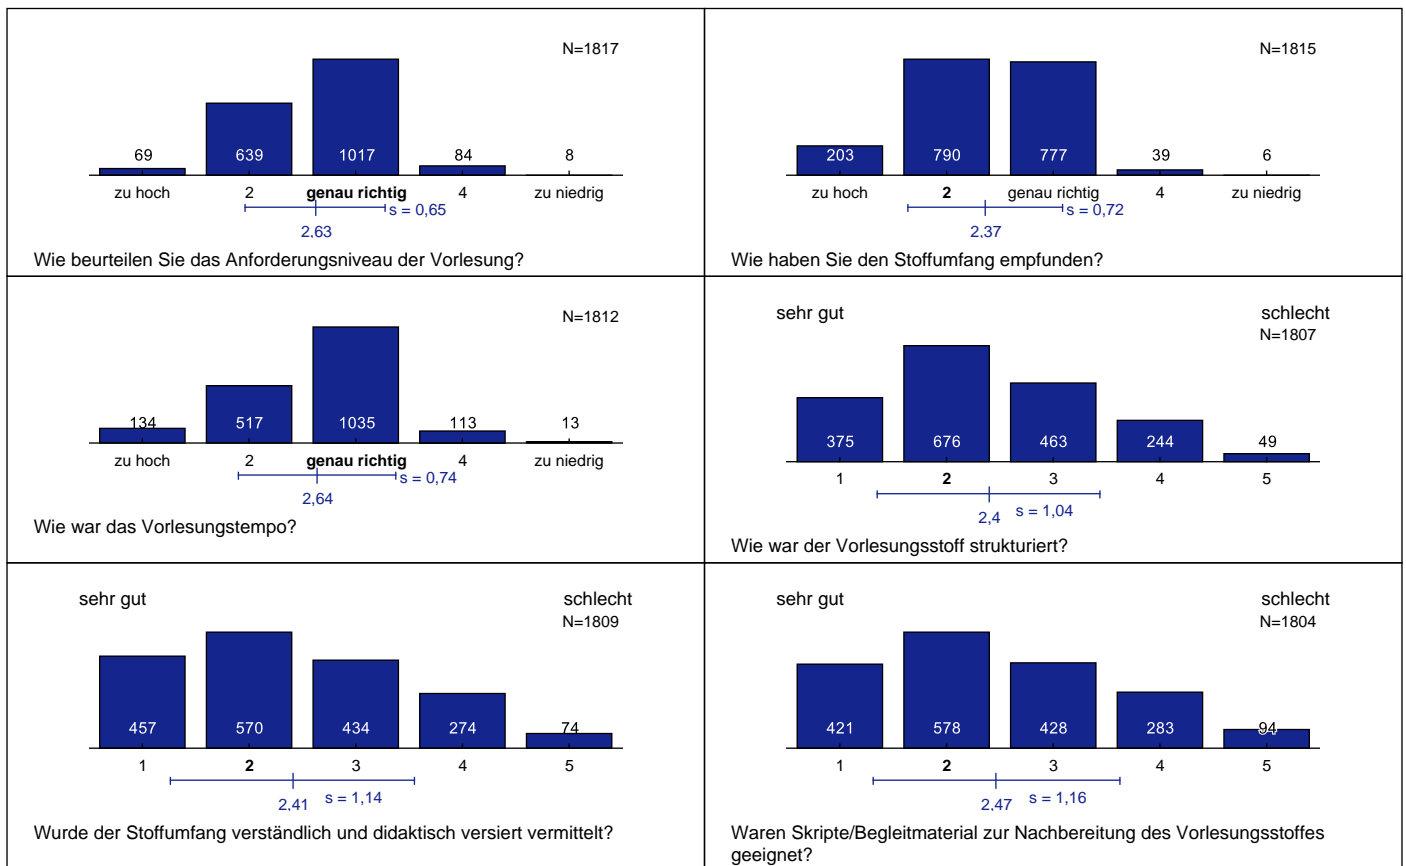 N=1817
69 639 1017 84 8
zu hoch 2 genau richtig 4 zu niedrig
s = 0,65
2,63
Wie beurteilen Sie das Anforderungsniveau der Vorlesung?
N=1815
203 790 777 39 6
zu hoch 2 genau richtig 4 zu niedrig
s = 0,72
2,37
Wie haben Sie den Stoffumfang empfunden?
N=1812
134 517 1035 113 13
zu hoch 2 genau richtig 4 zu niedrig
s = 0,74
2,64
Wie war das Vorlesungstempo?
sehr gut schlecht
N=1807
375 676 463 244 49
1 2 3 4 5
2,4 s = 1,04
Wie war der Vorlesungsstoff strukturiert?
sehr gut schlecht
N=1809
457 570 434 274 74
1 2 3 4 5
2,41 s = 1,14
Wurde der Stoffumfang verständlich und didaktisch versiert vermittelt?
sehr gut schlecht
N=1804
421 578 428 283 94
1 2 3 4 5
2,47 s = 1,16
Waren Skripte/Begleitmaterial zur Nachbereitung des Vorlesungsstoffes
geeignet?